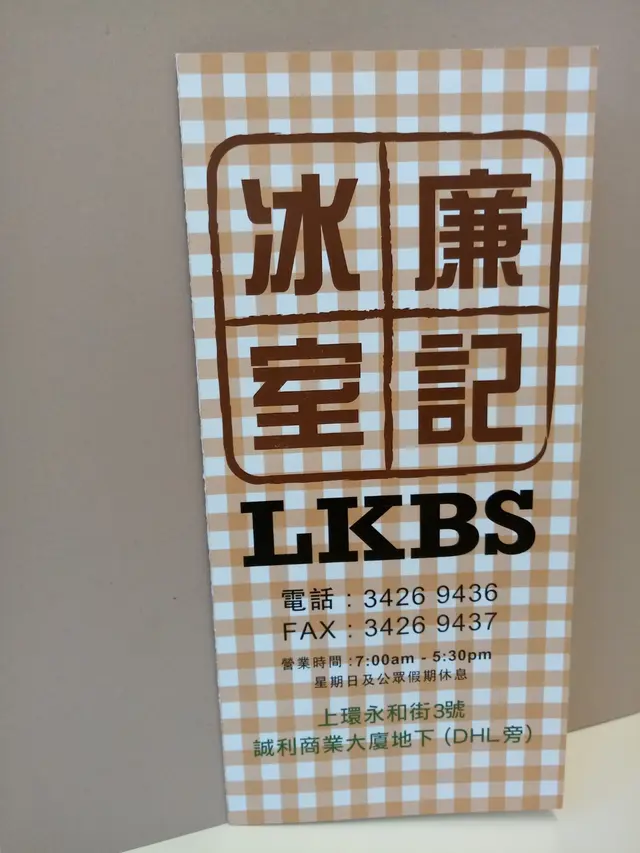 廉記
冰室
LKBS
電話 : 3426 9436
FAX : 3426 9437
營業時間 :7:00am - 5:30pm
星期日及公眾假期休息
上環永和街3號
誠利商業大廈地下 (DHL旁)